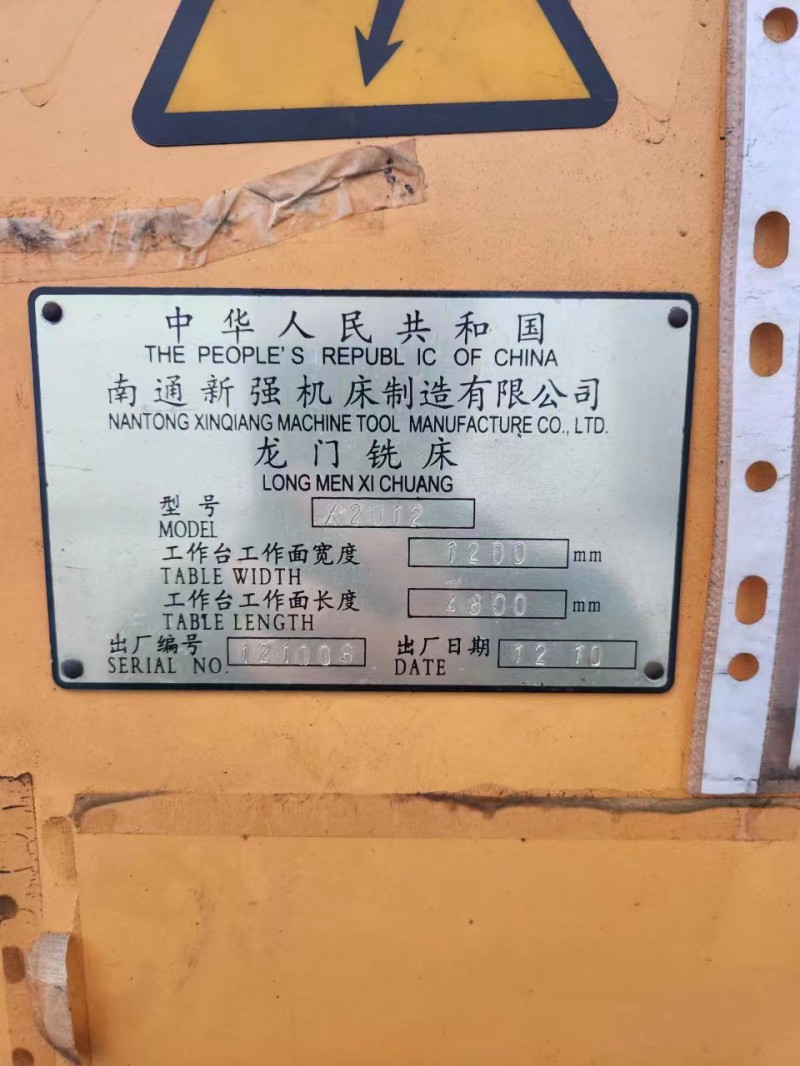 中华人民共和国
THE PEOPLE'S REPUBL IC OF CHINA
南通新强机床制造有限公司
NANTONG XINQIANG MACHINE TOOL MANUFACTURE CO., LTD.
龙门铣床
LONG MEN XI CHUANG
型号 X2012
MODEL
工作台工作面宽度 1200 mm
TABLE WIDTH
工作台工作面长度 4800 mm
TABLE LENGTH
出厂编号 121008 出厂日期 12 10
SERIAL NO. DATE